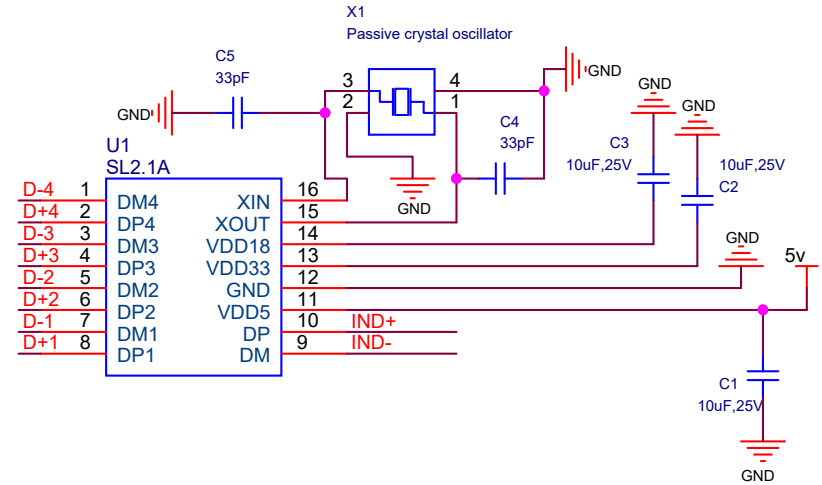 X1
Passive crystal oscillator
C5
33pF
GND
3
4
2
1
GND
GND
C4
33pF
GND
C3
10uF,25V
GND
10uF,25V
C2
U1
SL2.1A
D-4 1 DM4 XIN 16
D+4 2 DP4 XOUT 15
D-3 3 DM3 VDD18 14
D+3 4 DP3 VDD33 13
D-2 5 DM2 GND 12
D+2 6 DP2 VDD5 11
D-1 7 DM1 DP 10 IND+
D+1 8 DP1 DM 9 IND-
GND
5v
C1
10uF,25V
GND